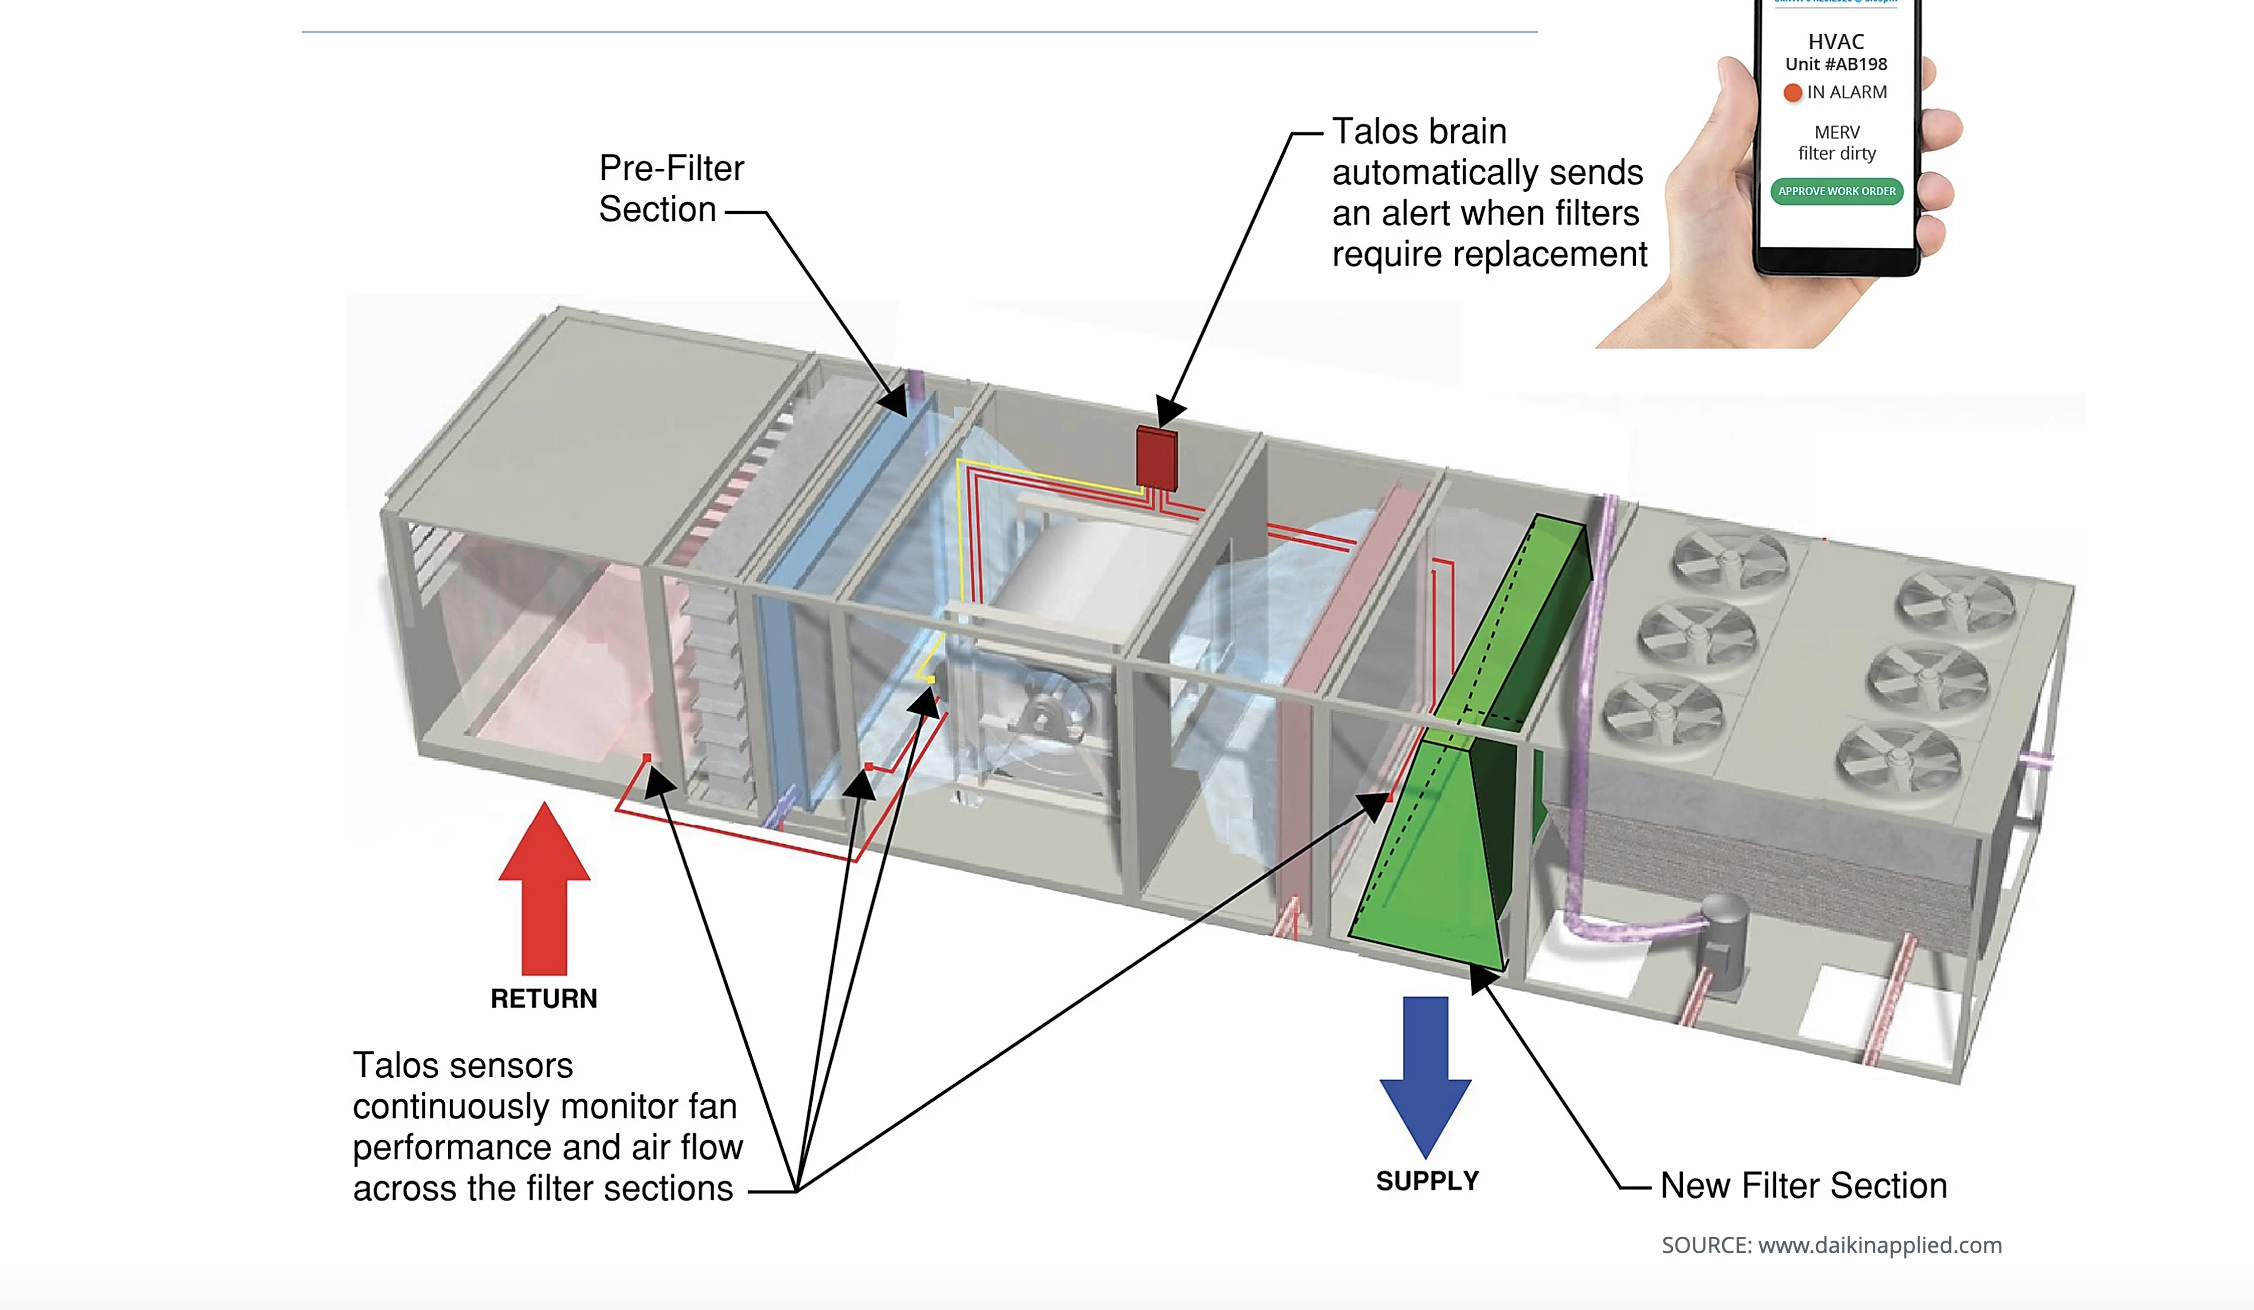 HVAC
Unit #AB198
IN ALARM
MERV
filter dirty
APPROVE WORK ORDER
Pre-Filter
Section
Talos brain
automatically sends
an alert when filters
require replacement
RETURN
Talos sensors
continuously monitor fan
performance and air flow
across the filter sections
SUPPLY
New Filter Section
SOURCE: www.daikinapplied.com